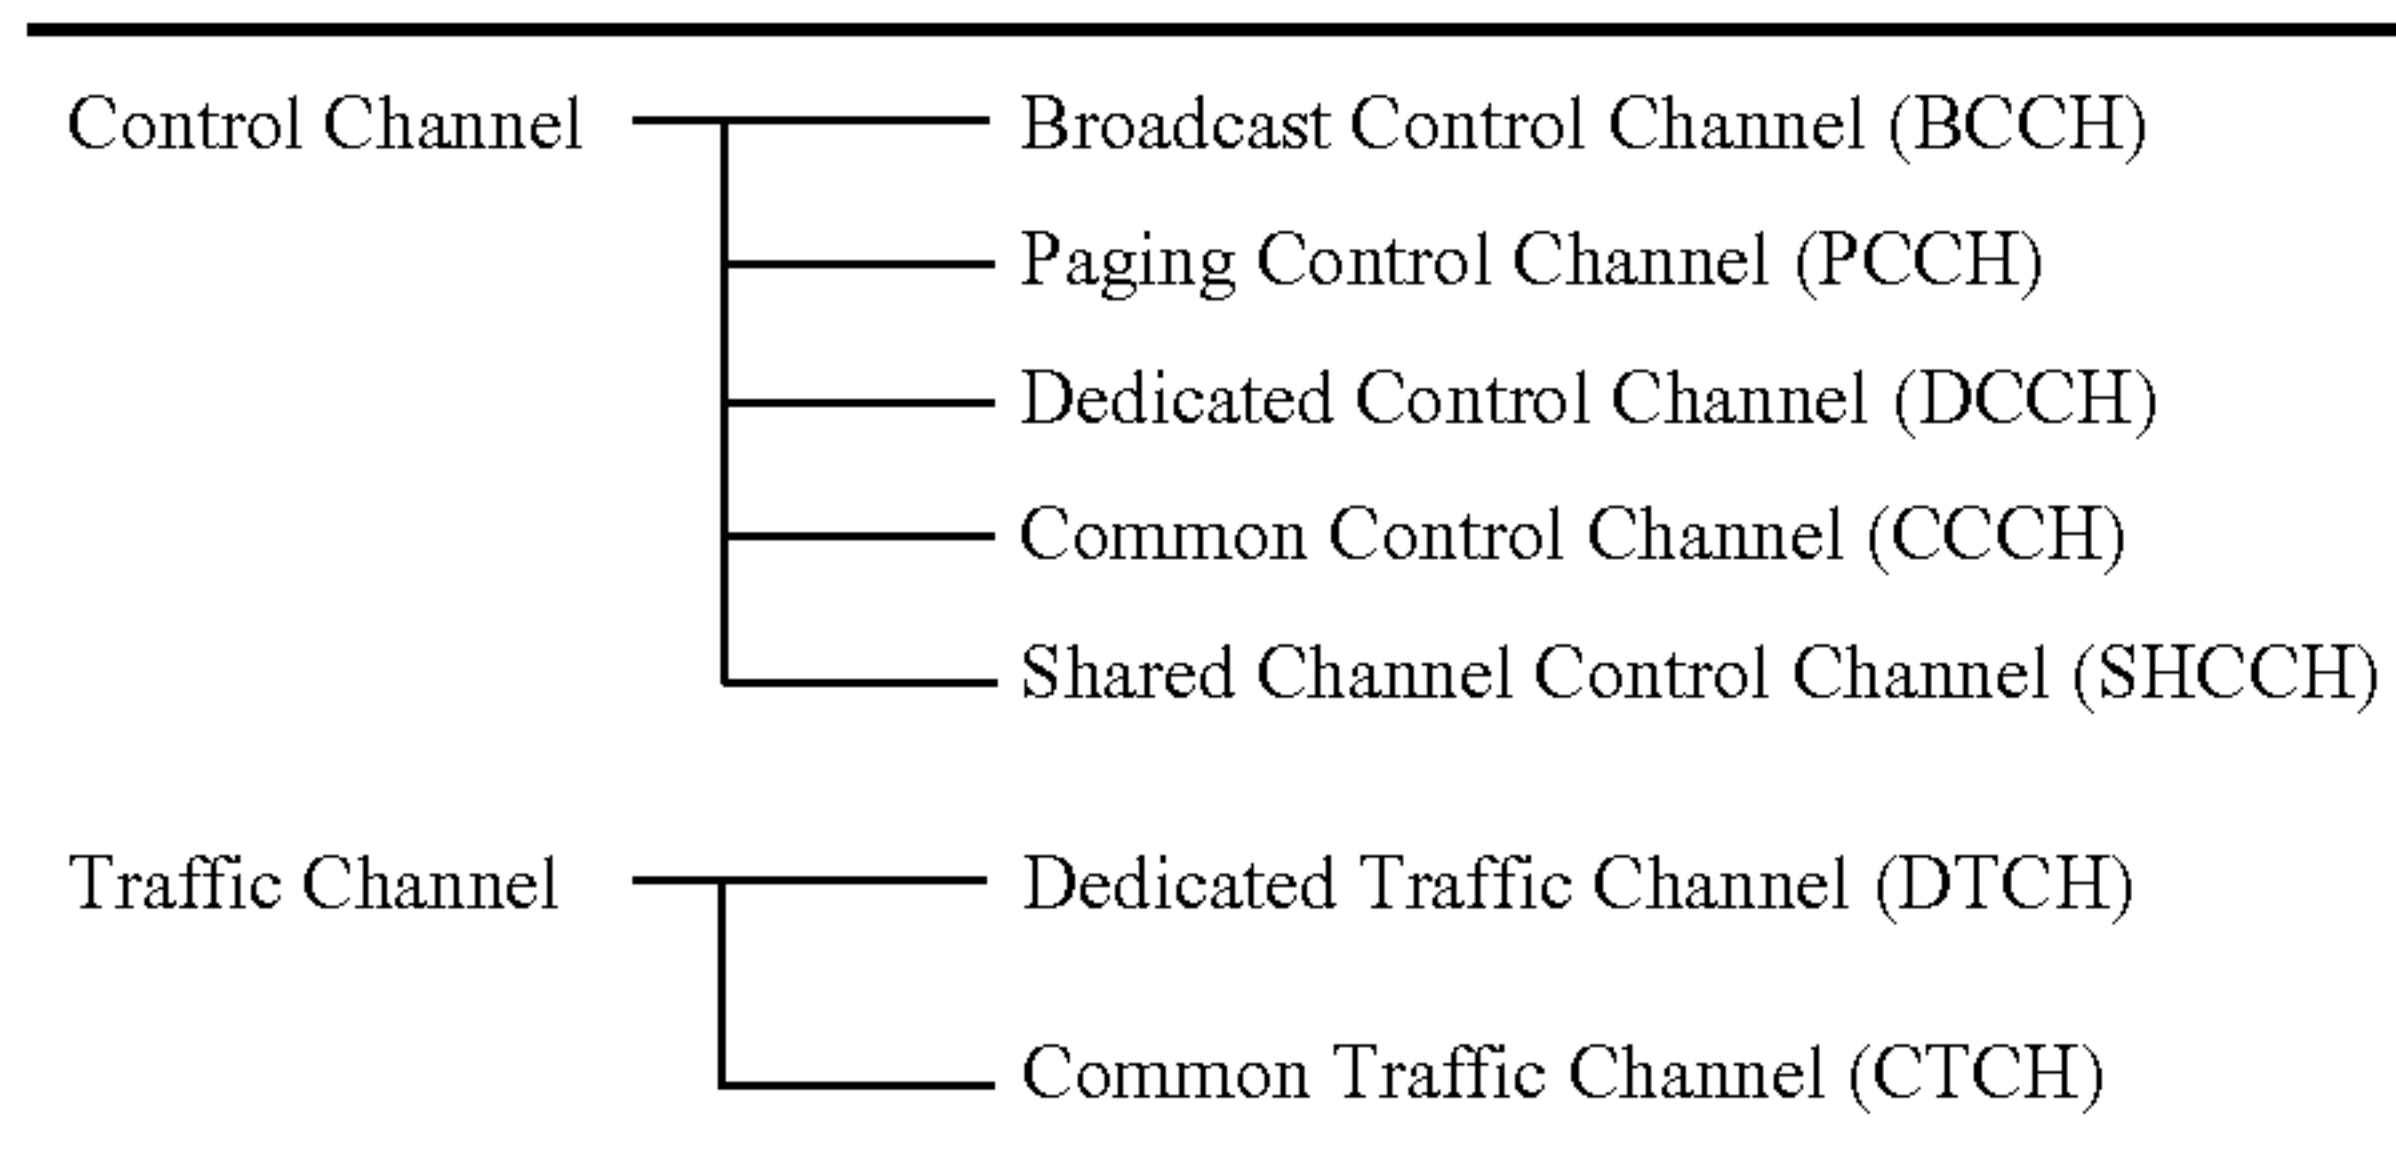 Control Channel Broadcast Control Channel (BCCH)
Paging Control Channel (PCCH)
Dedicated Control Channel (DCCH)
Common Control Channel (CCCH)
Shared Channel Control Channel (SHCCH)
Traffic Channel Dedicated Traffic Channel (DTCH)
Common Traffic Channel (CTCH)